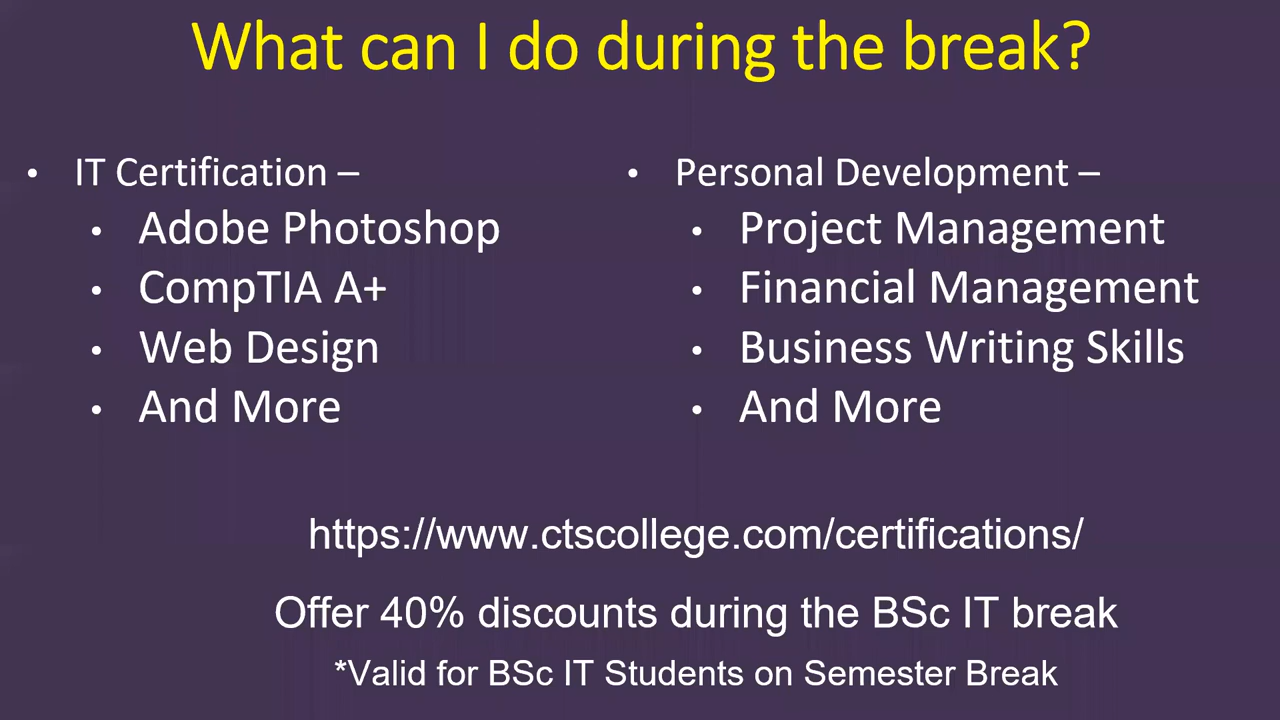 What can I do during the break?
• IT Certification –
• Adobe Photoshop
• CompTIA A+
• Web Design
• And More
• Personal Development –
• Project Management
• Financial Management
• Business Writing Skills
• And More
https://www.ctscollege.com/certifications/
Offer 40% discounts during the BSc IT break
*Valid for BSc IT Students on Semester Break